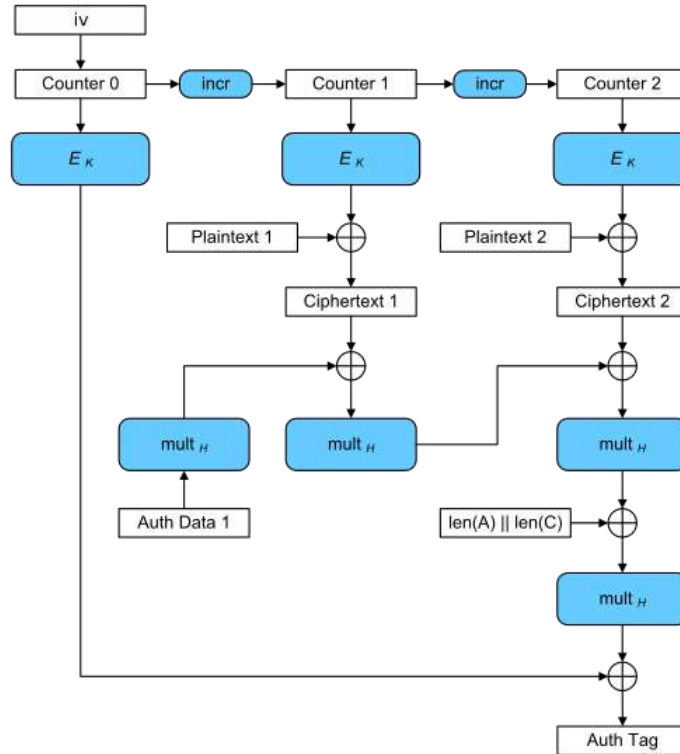 iv
Counter 0
incr
Counter 1
incr
Counter 2
E K
E K
E K
Plaintext 1
Plaintext 2
Ciphertext 1
Ciphertext 2
mult H
mult H
mult H
Auth Data 1
len(A) || len(C)
mult H
Auth Tag